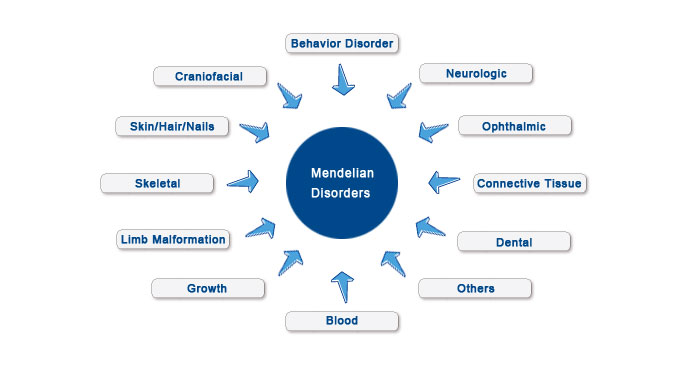 Behavior Disorder
Craniofacial
Neurologic
Skin/Hair/Nails
Ophthalmic
Mendelian
Disorders
Skeletal
Connective Tissue
Limb Malformation
Dental
Growth
Others
Blood